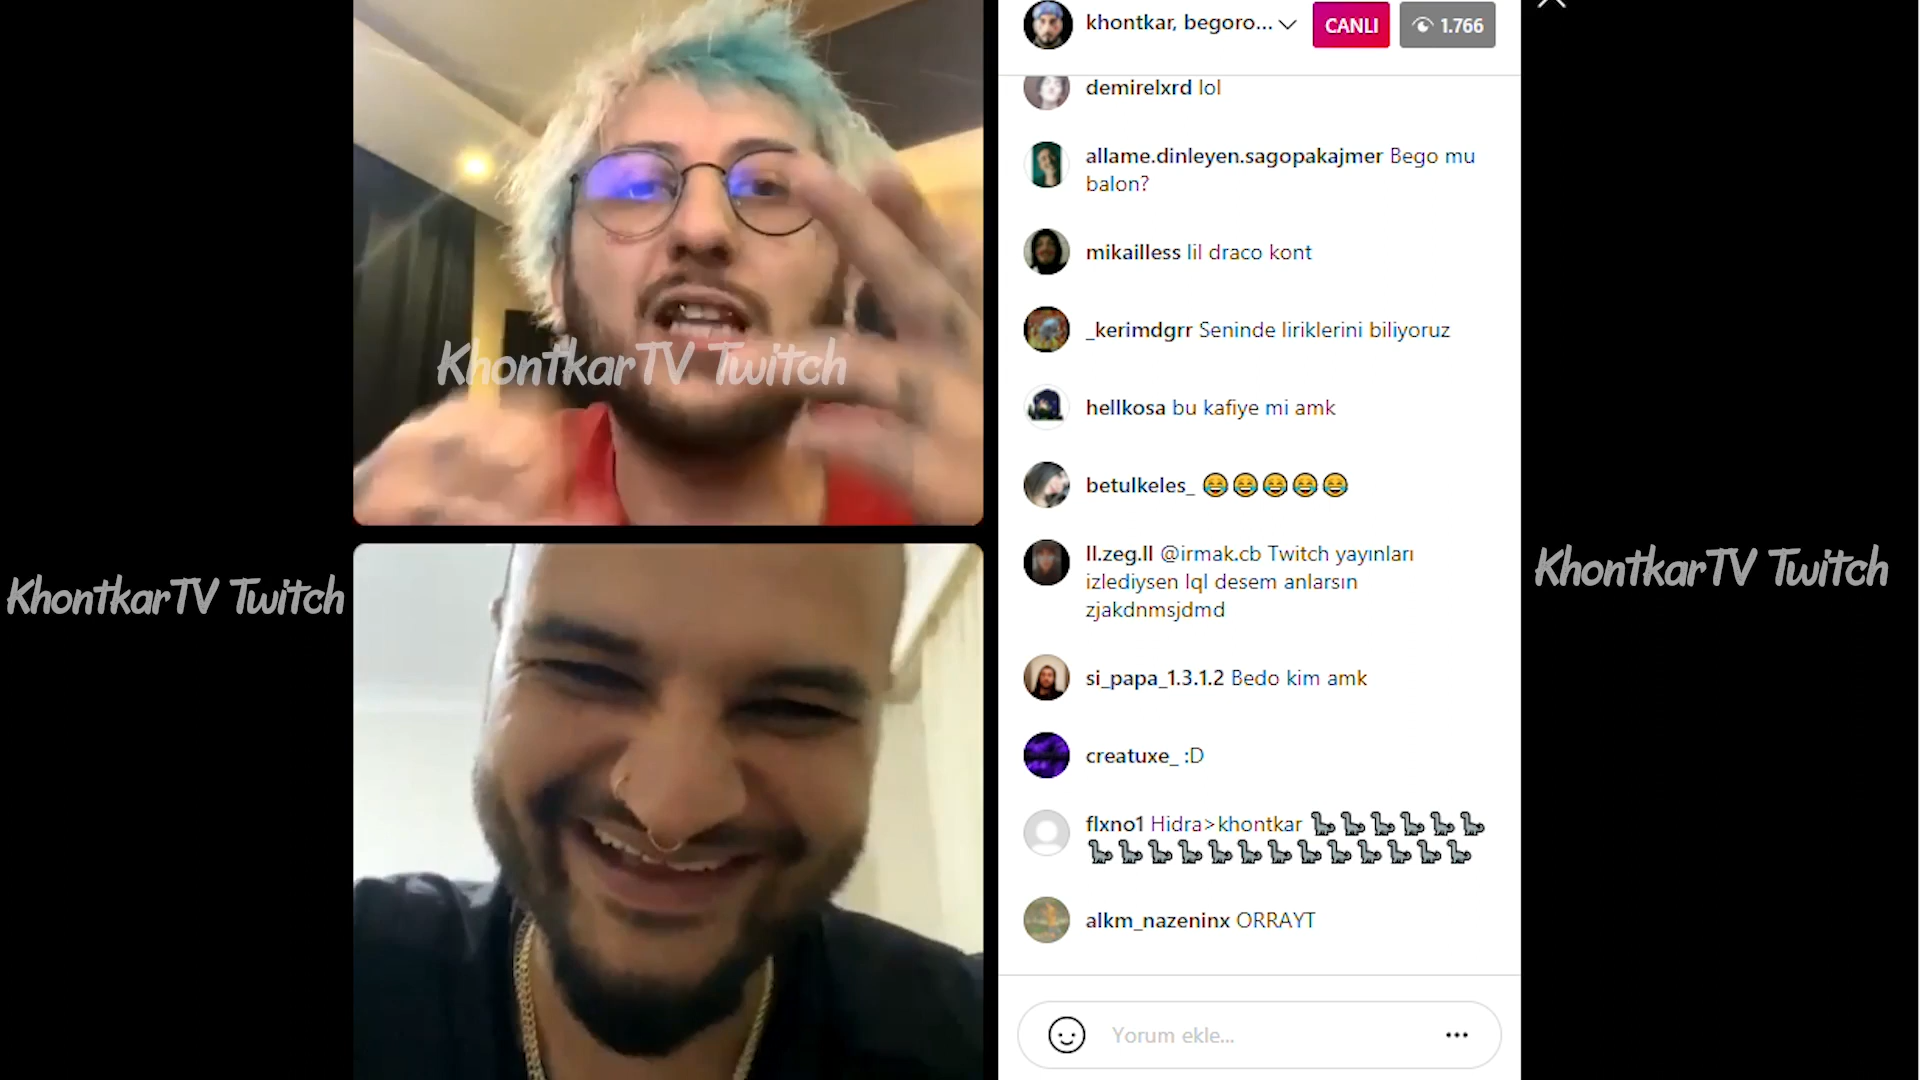 khontkar, begoro...
CANLI
1.766
demirelxrd lol
allame.dinleyen.sagopakajmer Bego mu
balon?
mikailless lil draco kont
_kerimdgrr Seninde liriklerini biliyoruz
hellkosa bu kafiye mi amk
betulkeles_ 😂😂😂😂😂
ll.zeg.ll @irmak.cb Twitch yayınları
izlediysen lql desem anlarsın
zjakdnmsjdmd
si_papa_1.3.1.2 Bedo kim amk
creatuxe_ :D
flxno1 Hidra>khontkar 🦕🦕🦕🦕🦕🦕
🦕🦕🦕🦕🦕🦕🦕🦕🦕🦕🦕🦕🦕
alkm_nazeninx ORRAYT
Yorum ekle...
KhontkarTV Twitch
KhontkarTV Twitch
KhontkarTV Twitch